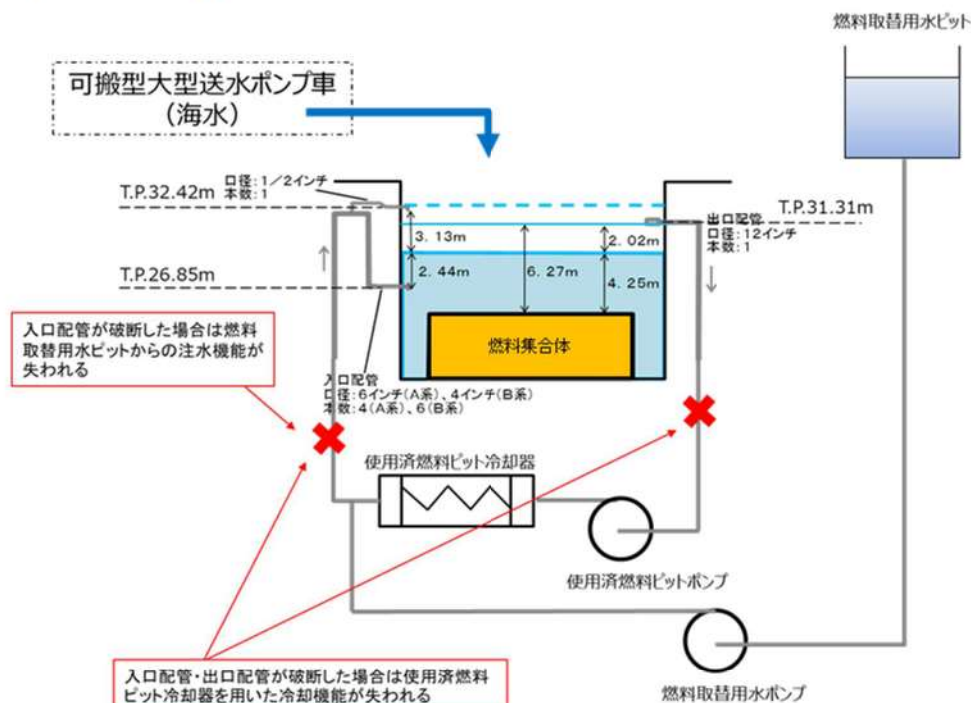 燃料取替用水ピット
可搬型大型送水ポンプ車
（海水）
口径：1／2インチ
本数：1
T.P.32.42m
T.P.31.31m
出口配管
口径：12インチ
本数：1
3．13m
2．02m
T.P.26.85m
2．44m
6．27m
4．25m
入口配管が破断した場合は燃料
取替用水ピットからの注水機能が
失われる
燃料集合体
入口配管
口径：6インチ（A系）、4インチ（B系）
本数：4（A系）、6（B系）
使用済燃料ピット冷却器
使用済燃料ピットポンプ
入口配管・出口配管が破断した場合は使用済燃料
ピット冷却器を用いた冷却機能が失われる
燃料取替用水ポンプ